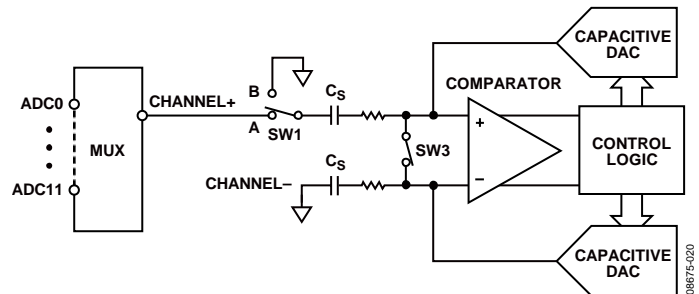 CAPACITIVE
DAC
COMPARATOR
B
CS
ADC0
CHANNEL+
A
SW1
+
MUX
SW3
CONTROL
LOGIC
–
ADC11
CHANNEL–
CS
CAPACITIVE
DAC
08675-020